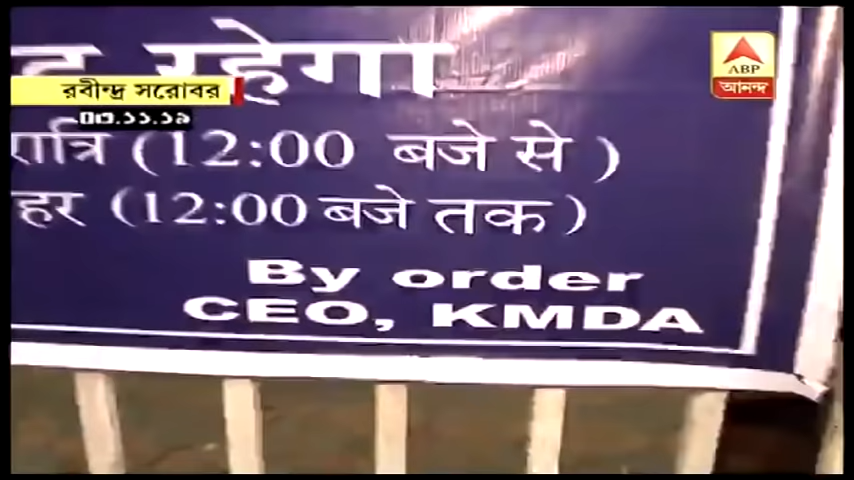 रहेगा
রবীন্দ্র সরোবর
০৩.১১.১৯
ABP
আনন্দ
रात्रि (12:00 बजे से )
हर (12:00 बजे तक )
By order
CEO, KMDA